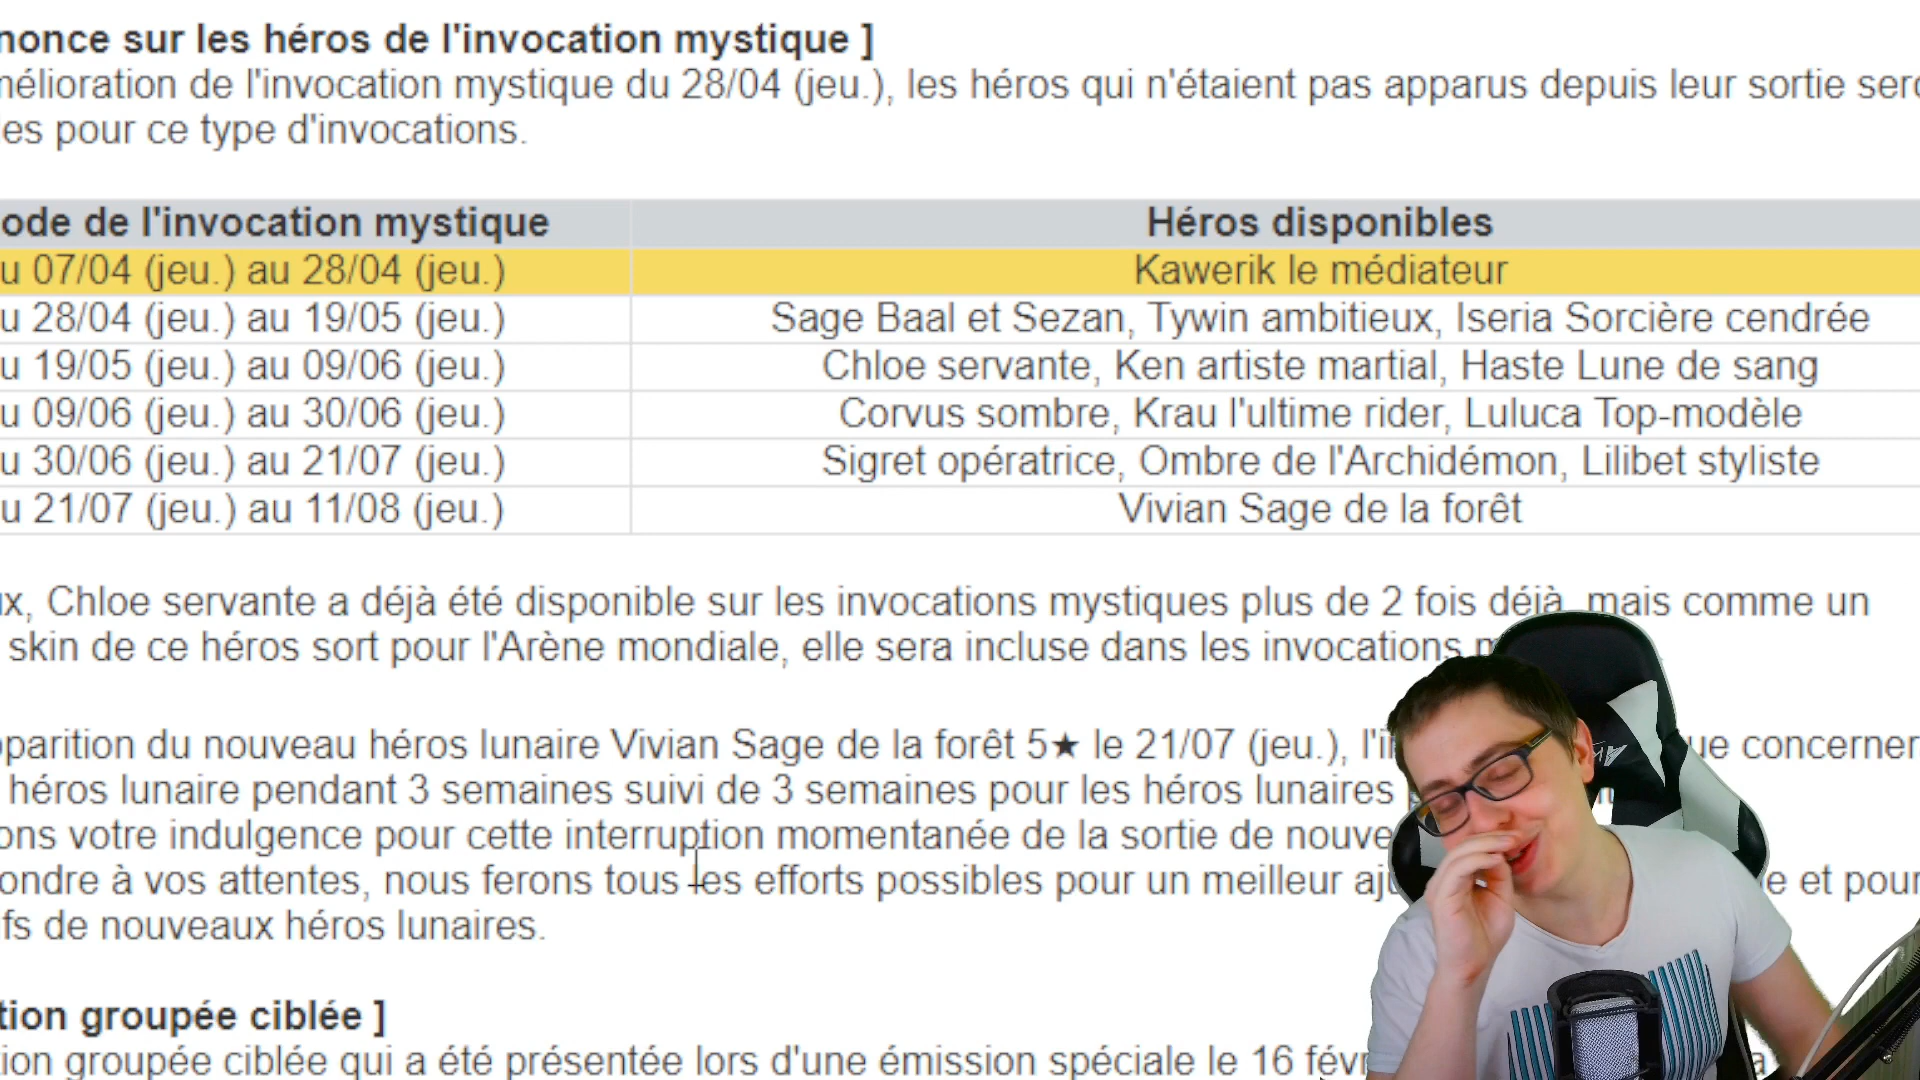 nonce sur les héros de l'invocation mystique ]
mélioration de l'invocation mystique du 28/04 (jeu.), les héros qui n'étaient pas apparus depuis leur sortie sero
les pour ce type d'invocations.
ode de l'invocation mystique Héros disponibles
u 07/04 (jeu.) au 28/04 (jeu.) Kawerik le médiateur
u 28/04 (jeu.) au 19/05 (jeu.) Sage Baal et Sezan, Tywin ambitieux, Iseria Sorcière cendrée
u 19/05 (jeu.) au 09/06 (jeu.) Chloe servante, Ken artiste martial, Haste Lune de sang
u 09/06 (jeu.) au 30/06 (jeu.) Corvus sombre, Krau l'ultime rider, Luluca Top-modèle
u 30/06 (jeu.) au 21/07 (jeu.) Sigret opératrice, Ombre de l'Archidémon, Lilibet styliste
u 21/07 (jeu.) au 11/08 (jeu.) Vivian Sage de la forêt
ux, Chloe servante a déjà été disponible sur les invocations mystiques plus de 2 fois déjà, mais comme un
skin de ce héros sort pour l'Arène mondiale, elle sera incluse dans les invocations m
pparition du nouveau héros lunaire Vivian Sage de la forêt 5★ le 21/07 (jeu.), l'i ue concerner
héros lunaire pendant 3 semaines suivi de 3 semaines pour les héros lunaires
ons votre indulgence pour cette interruption momentanée de la sortie de nouve
ondre à vos attentes, nous ferons tous les efforts possibles pour un meilleur aju e et pour
fs de nouveaux héros lunaires.
tion groupée ciblée ]
tion groupée ciblée qui a été présentée lors d'une émission spéciale le 16 févr a